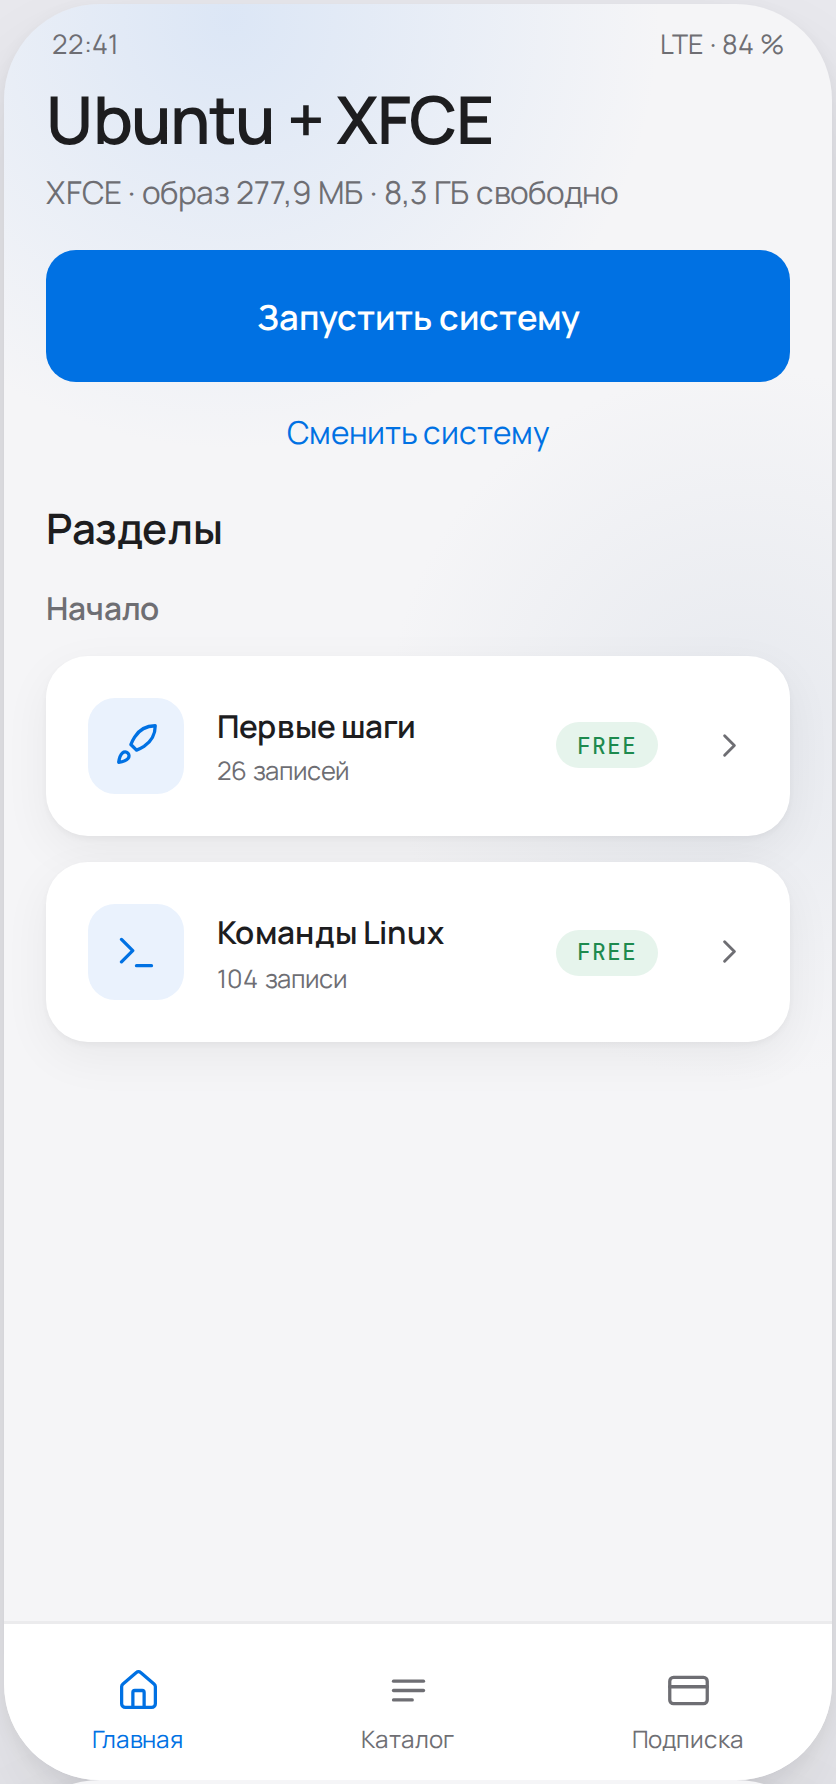 22:41 LTE · 84 %
Ubuntu + XFCE
XFCE · образ 277,9 МБ · 8,3 ГБ свободно
Запустить систему
Сменить систему
Разделы
Начало
Первые шаги
26 записей
FREE
Команды Linux
104 записи
FREE
Главная Каталог Подписка